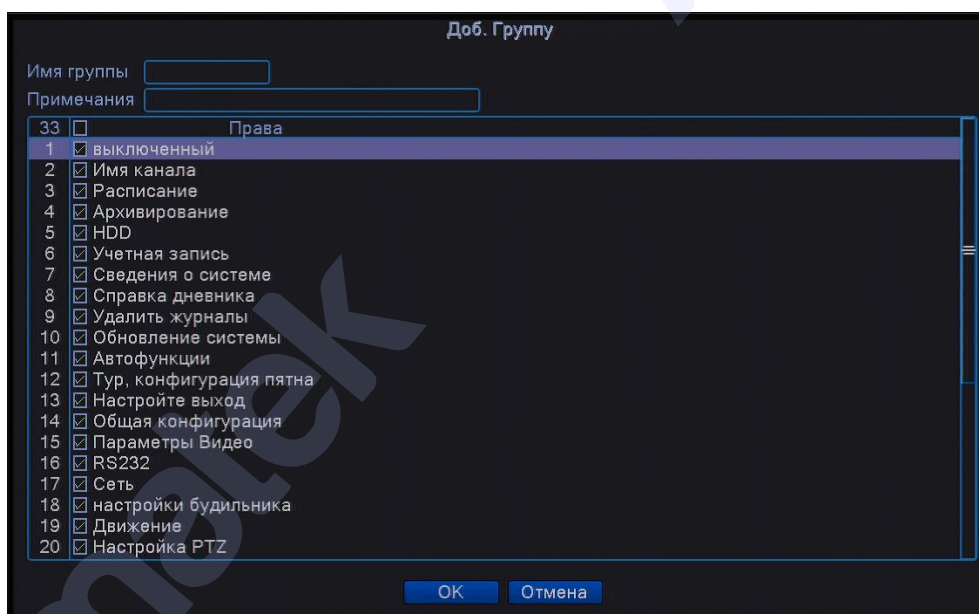 Доб. Группу
Имя группы
Примечания
33 Права
1 выключенный
2 Имя канала
3 Расписание
4 Архивирование
5 HDD
6 Учетная запись
7 Сведения о системе
8 Справка дневника
9 Удалить журналы
10 Обновление системы
11 Автофункции
12 Тур, конфигурация пятна
13 Настройте выход
14 Общая конфигурация
15 Параметры Видео
16 RS232
17 Сеть
18 настройки будильника
19 Движение
20 Настройка PTZ
OK Отмена
matek